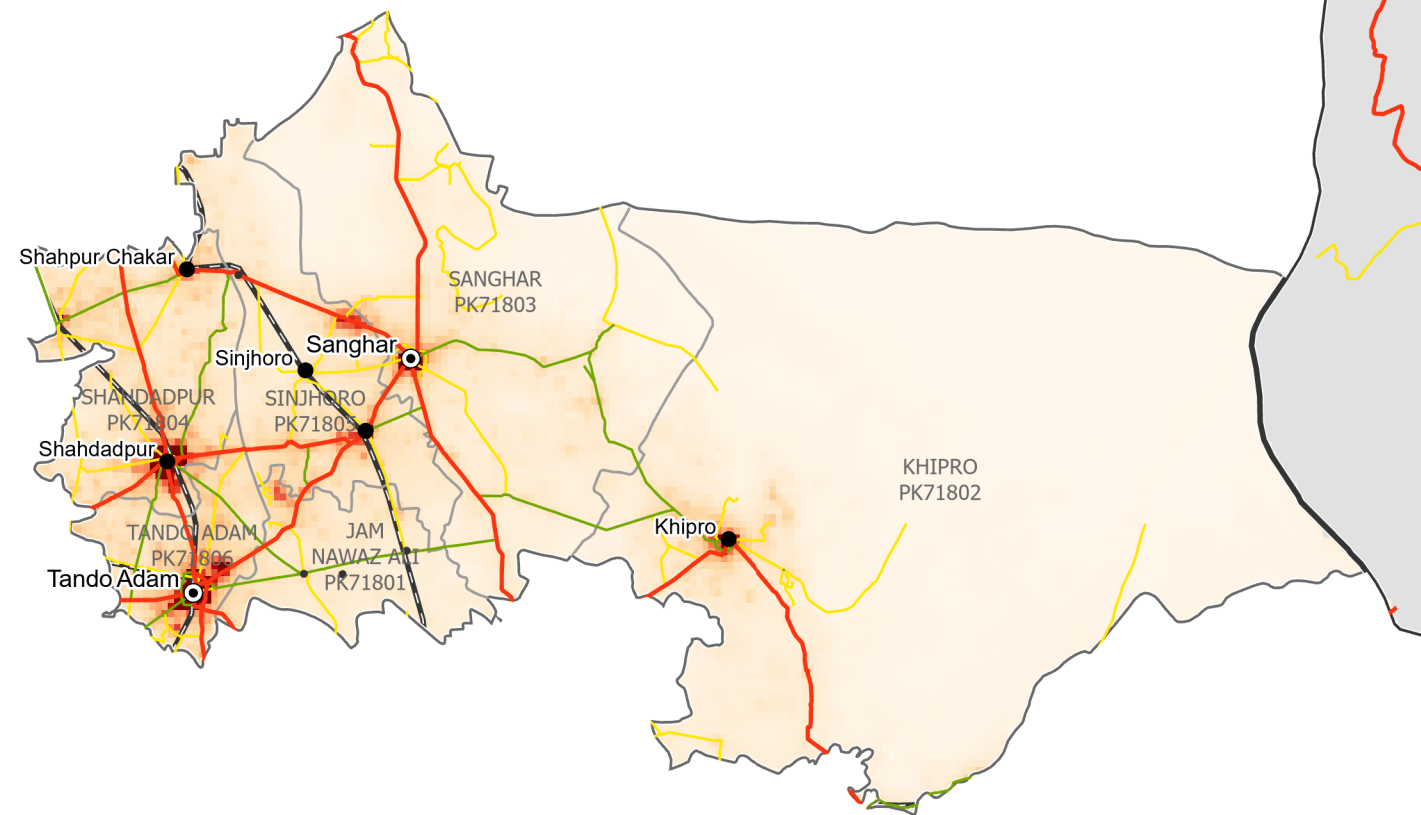 Shahpur Chakar
SANGHAR
PK71803
Sanghar
Sinjhoro
SHAHDADPUR
PK71804
SINJHORO
PK71805
Shahdadpur
KHIPRO
PK71802
Khipro
TANDO ADAM
PK71806
JAM
NAWAZ ALI
PK71801
Tando Adam